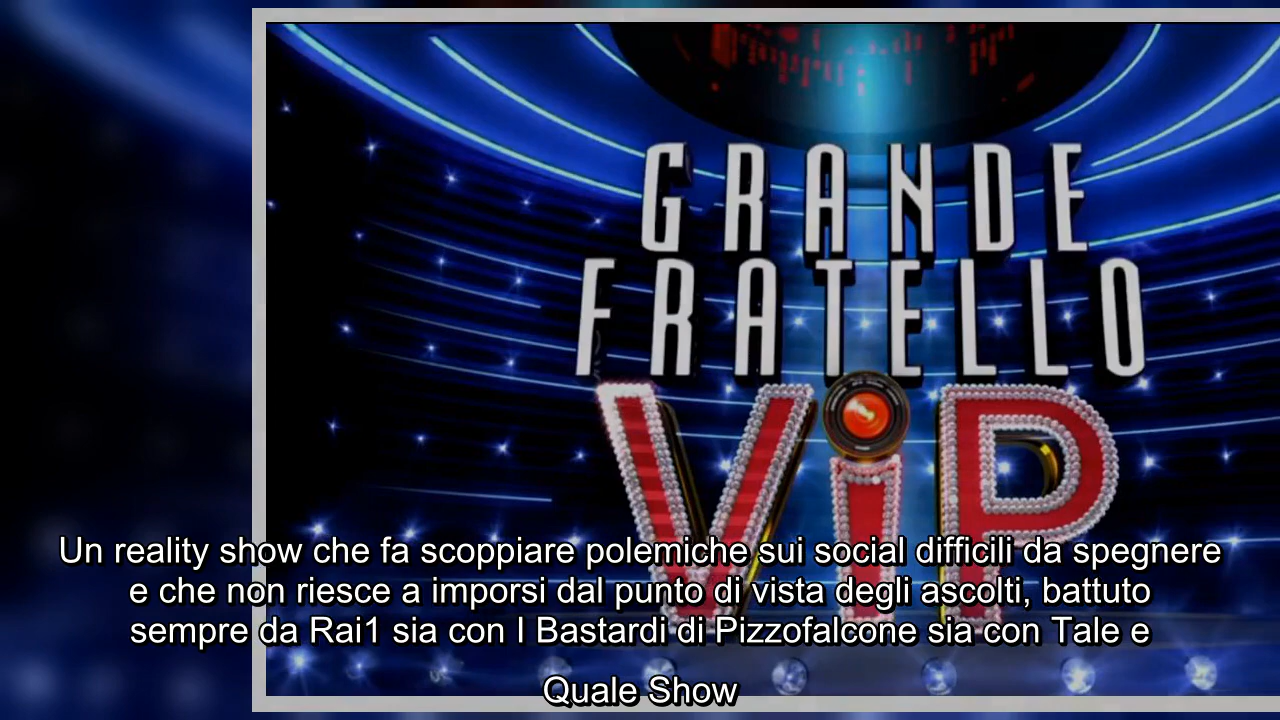 GRANDE
FRATELLO
ViP
Un reality show che fa scoppiare polemiche sui social difficili da spegnere
e che non riesce a imporsi dal punto di vista degli ascolti, battuto
sempre da Rai1 sia con I Bastardi di Pizzofalcone sia con Tale e
Quale Show